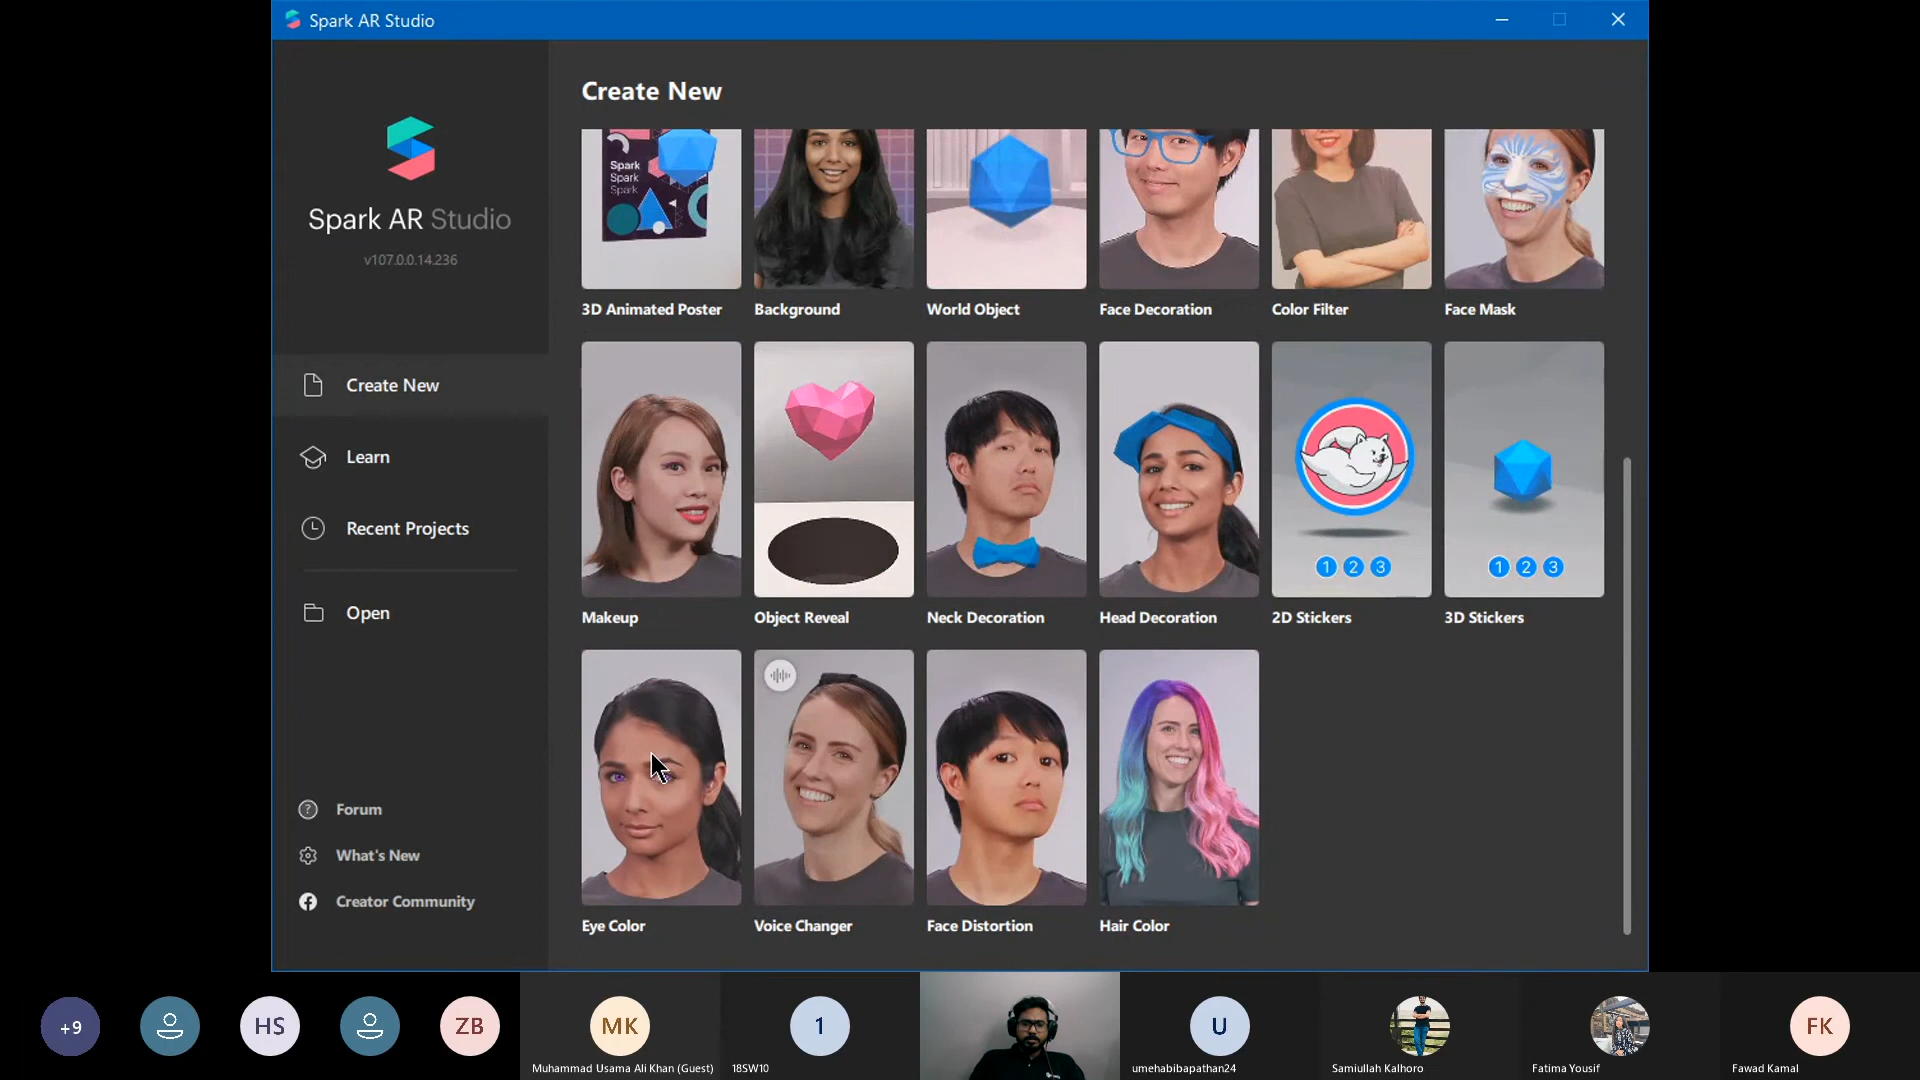 Spark AR Studio
Create New
Spark
Spark
Spark
Spark AR Studio
v107.0.0.14.236
3D Animated Poster
Background
World Object
Face Decoration
Color Filter
Face Mask
Create New
Learn
Recent Projects
Open
1 2 3
1 2 3
Makeup
Object Reveal
Neck Decoration
Head Decoration
2D Stickers
3D Stickers
Forum
What's New
Creator Community
Eye Color
Voice Changer
Face Distortion
Hair Color
+9
HS
ZB
MK
1
U
FK
Muhammad Usama Ali Khan (Guest)
18SW10
umehabibapathan24
Samiullah Kalhoro
Fatima Yousif
Fawad Kamal